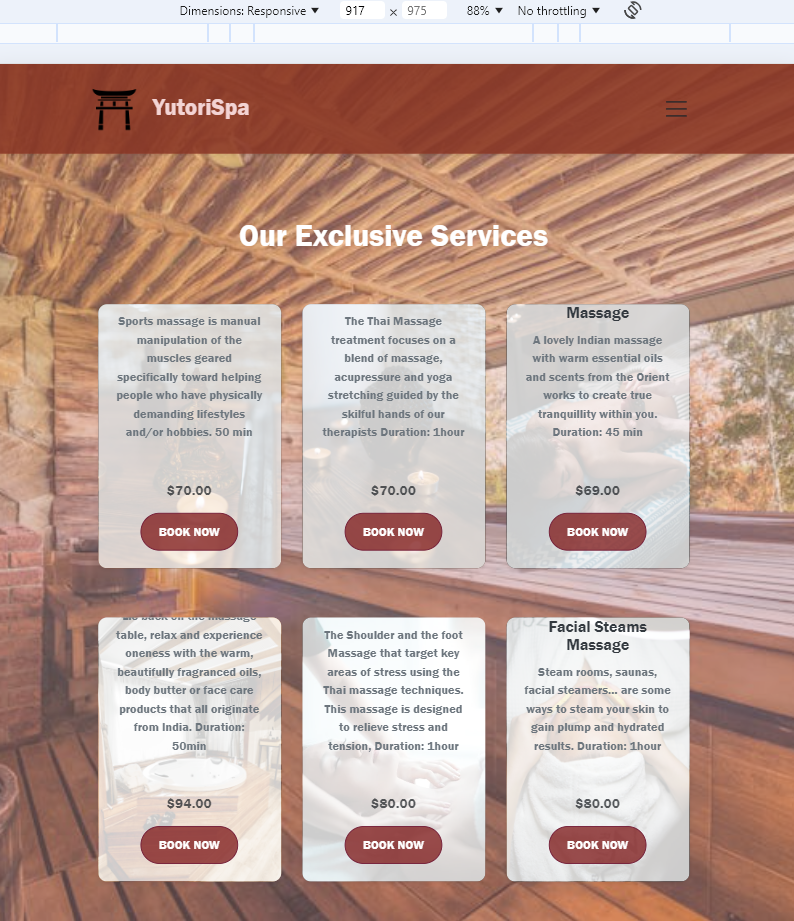 Dimensions: Responsive ▼ 917 × 975 88% ▼ No throttling ▼
YutoriSpa
Our Exclusive Services
Sports massage is manual
manipulation of the
muscles geared
specifically toward helping
people who have physically
demanding lifestyles
and/or hobbies. 50 min
$70.00
BOOK NOW
The Thai Massage
treatment focuses on a
blend of massage,
acupressure and yoga
stretching guided by the
skilful hands of our
therapists Duration: 1hour
$70.00
BOOK NOW
Massage
A lovely Indian massage
with warm essential oils
and scents from the Orient
works to create true
tranquillity within you.
Duration: 45 min
$69.00
BOOK NOW
Lie back on the massage
table, relax and experience
oneness with the warm,
beautifully fragranced oils,
body butter or face care
products that all originate
from India. Duration:
50min
$94.00
BOOK NOW
The Shoulder and the foot
Massage that target key
areas of stress using the
Thai massage techniques.
This massage is designed
to relieve stress and
tension, Duration: 1hour
$80.00
BOOK NOW
Facial Steams
Massage
Steam rooms, saunas,
facial steamers... are some
ways to steam your skin to
gain plump and hydrated
results. Duration: 1hour
$80.00
BOOK NOW